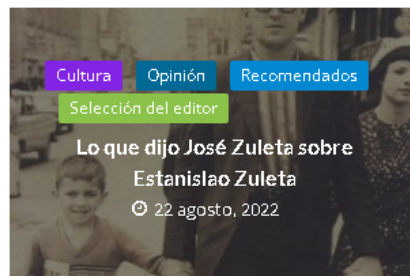 Cultura Opinión Recomendados
Selección del editor
Lo que dijo José Zuleta sobre
Estanislao Zuleta
22 agosto, 2022